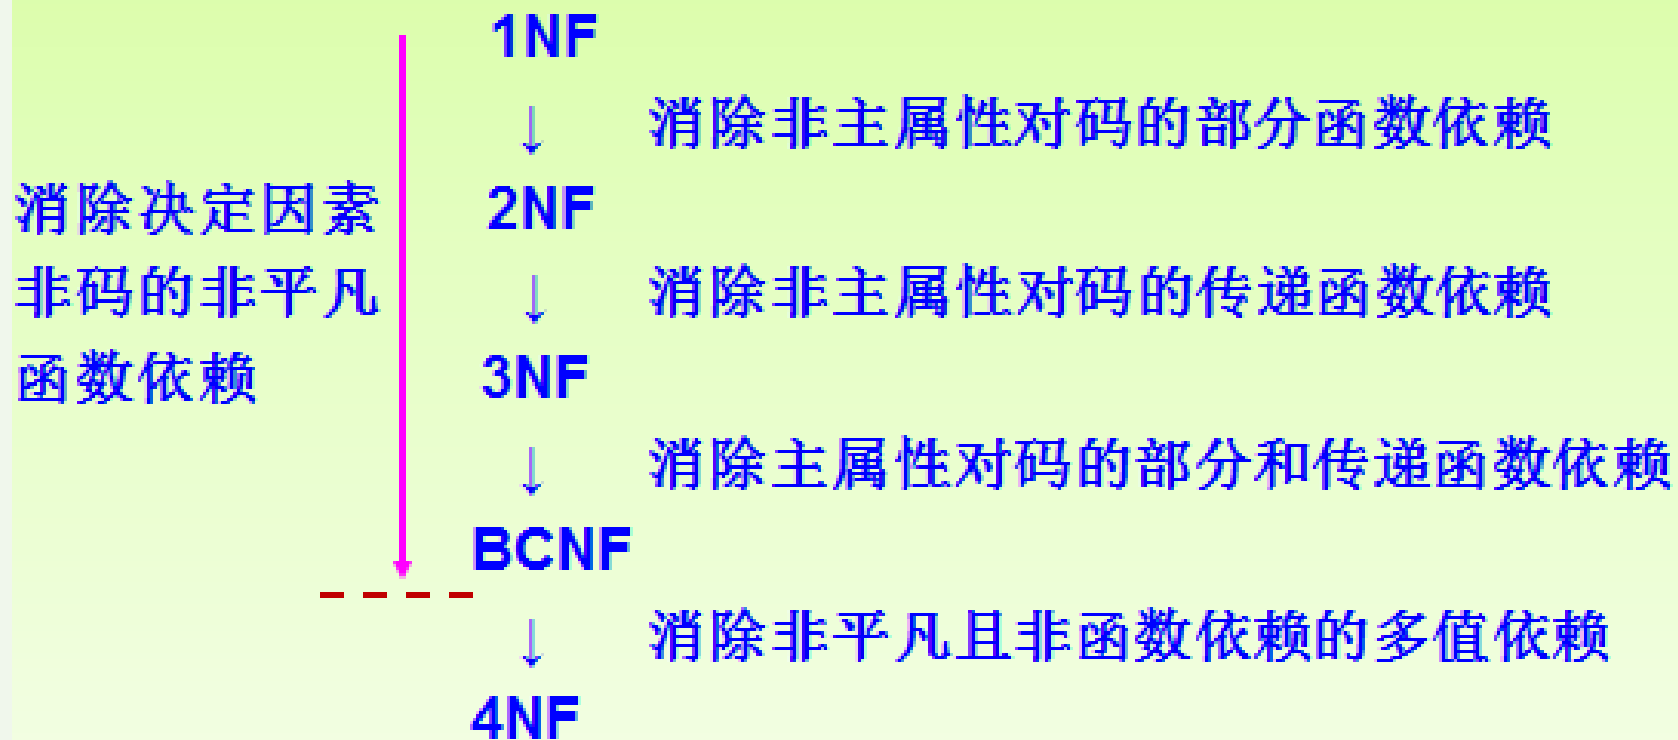 1NF
↓ 消除非主属性对码的部分函数依赖
消除决定因素 2NF
非码的非平凡 ↓ 消除非主属性对码的传递函数依赖
函数依赖 3NF
↓ 消除主属性对码的部分和传递函数依赖
BCNF
↓ 消除非平凡且非函数依赖的多值依赖
4NF